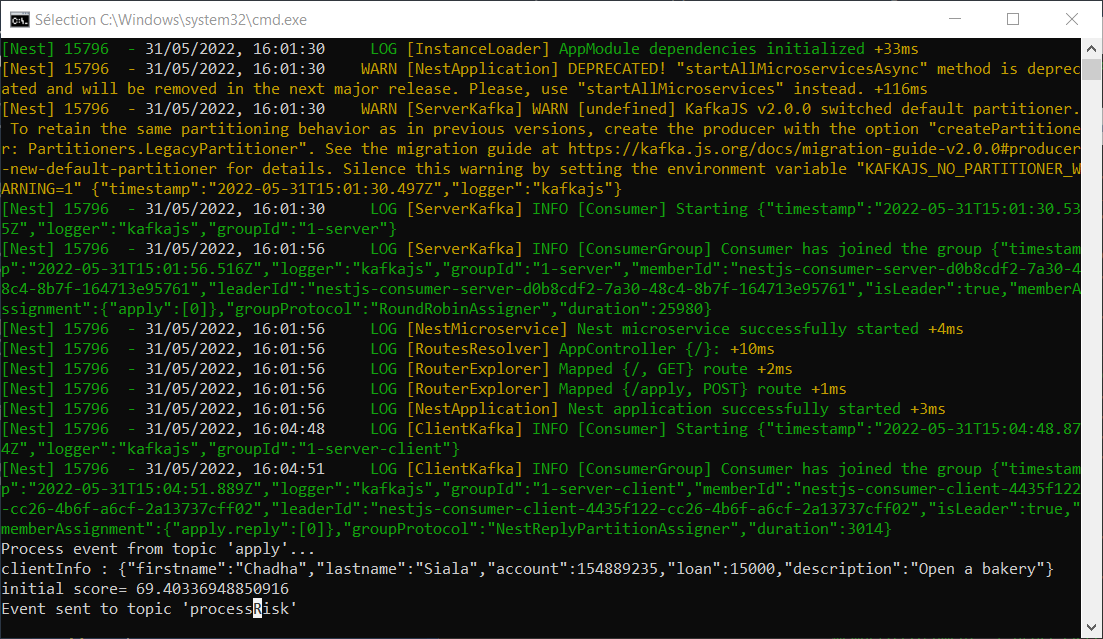 Sélection C:\Windows\system32\cmd.exe
[Nest] 15796  - 31/05/2022, 16:01:30     LOG [InstanceLoader] AppModule dependencies initialized +33ms
[Nest] 15796  - 31/05/2022, 16:01:30    WARN [NestApplication] DEPRECATED! "startAllMicroservicesAsync" method is deprec
ated and will be removed in the next major release. Please, use "startAllMicroservices" instead. +116ms
[Nest] 15796  - 31/05/2022, 16:01:30    WARN [ServerKafka] WARN [undefined] KafkaJS v2.0.0 switched default partitioner.
 To retain the same partitioning behavior as in previous versions, create the producer with the option "createPartitione
r: Partitioners.LegacyPartitioner". See the migration guide at https://kafka.js.org/docs/migration-guide-v2.0.0#producer
-new-default-partitioner for details. Silence this warning by setting the environment variable "KAFKAJS_NO_PARTITIONER_W
ARNING=1" {"timestamp":"2022-05-31T15:01:30.497Z","logger":"kafkajs"}
[Nest] 15796  - 31/05/2022, 16:01:30     LOG [ServerKafka] INFO [Consumer] Starting {"timestamp":"2022-05-31T15:01:30.53
5Z","logger":"kafkajs","groupId":"1-server"}
[Nest] 15796  - 31/05/2022, 16:01:56     LOG [ServerKafka] INFO [ConsumerGroup] Consumer has joined the group {"timestam
p":"2022-05-31T15:01:56.516Z","logger":"kafkajs","groupId":"1-server","memberId":"nestjs-consumer-server-d0b8cdf2-7a30-4
8c4-8b7f-164713e95761","leaderId":"nestjs-consumer-server-d0b8cdf2-7a30-48c4-8b7f-164713e95761","isLeader":true,"memberA
ssignment":{"apply":[0]},"groupProtocol":"RoundRobinAssigner","duration":25980}
[Nest] 15796  - 31/05/2022, 16:01:56     LOG [NestMicroservice] Nest microservice successfully started +4ms
[Nest] 15796  - 31/05/2022, 16:01:56     LOG [RoutesResolver] AppController {/}: +10ms
[Nest] 15796  - 31/05/2022, 16:01:56     LOG [RouterExplorer] Mapped {/, GET} route +2ms
[Nest] 15796  - 31/05/2022, 16:01:56     LOG [RouterExplorer] Mapped {/apply, POST} route +1ms
[Nest] 15796  - 31/05/2022, 16:01:56     LOG [NestApplication] Nest application successfully started +3ms
[Nest] 15796  - 31/05/2022, 16:04:48     LOG [ClientKafka] INFO [Consumer] Starting {"timestamp":"2022-05-31T15:04:48.87
4Z","logger":"kafkajs","groupId":"1-server-client"}
[Nest] 15796  - 31/05/2022, 16:04:51     LOG [ClientKafka] INFO [ConsumerGroup] Consumer has joined the group {"timestam
p":"2022-05-31T15:04:51.889Z","logger":"kafkajs","groupId":"1-server-client","memberId":"nestjs-consumer-client-4435f122
-cc26-4b6f-a6cf-2a13737cff02","leaderId":"nestjs-consumer-client-4435f122-cc26-4b6f-a6cf-2a13737cff02","isLeader":true,"
memberAssignment":{"apply.reply":[0]},"groupProtocol":"NestReplyPartitionAssigner","duration":3014}
Process event from topic 'apply'...
clientInfo : {"firstname":"Chadha","lastname":"Siala","account":154889235,"loan":15000,"description":"Open a bakery"}
initial score= 69.40336948850916
Event sent to topic 'processRisk'